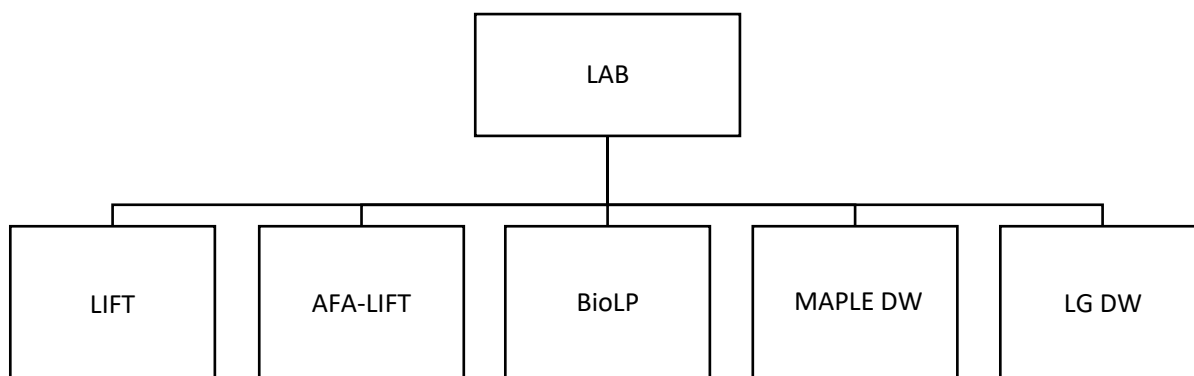 LAB
LIFT
AFA-LIFT
BioLP
MAPLE DW
LG DW